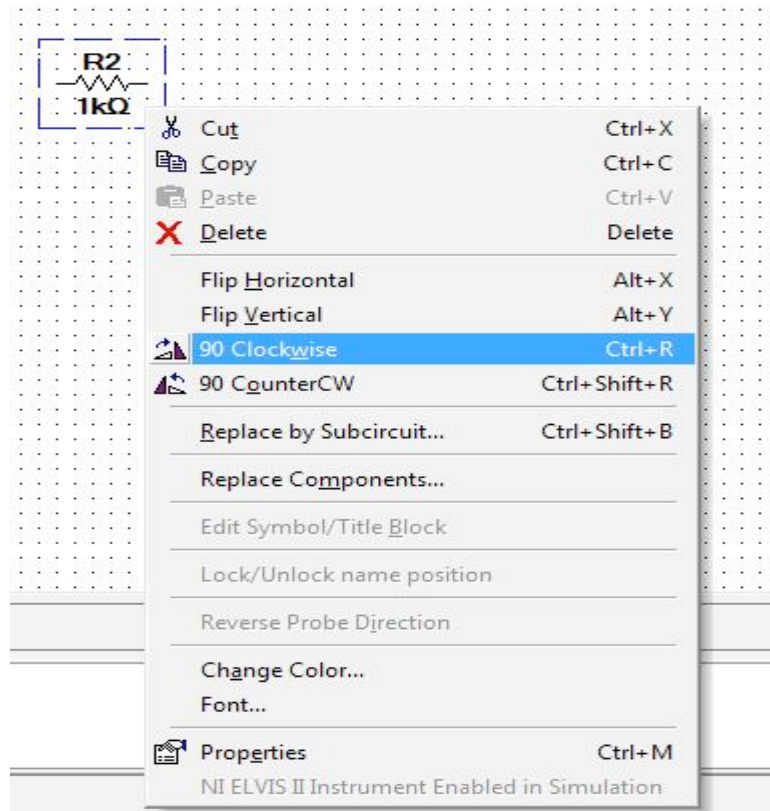 R2
1kΩ
Cut Ctrl+X
Copy Ctrl+C
Paste Ctrl+V
Delete Delete
Flip Horizontal Alt+X
Flip Vertical Alt+Y
90 Clockwise Ctrl+R
90 CounterCW Ctrl+Shift+R
Replace by Subcircuit... Ctrl+Shift+B
Replace Components...
Edit Symbol/Title Block
Lock/Unlock name position
Reverse Probe Direction
Change Color...
Font...
Properties Ctrl+M
NI ELVIS II Instrument Enabled in Simulation